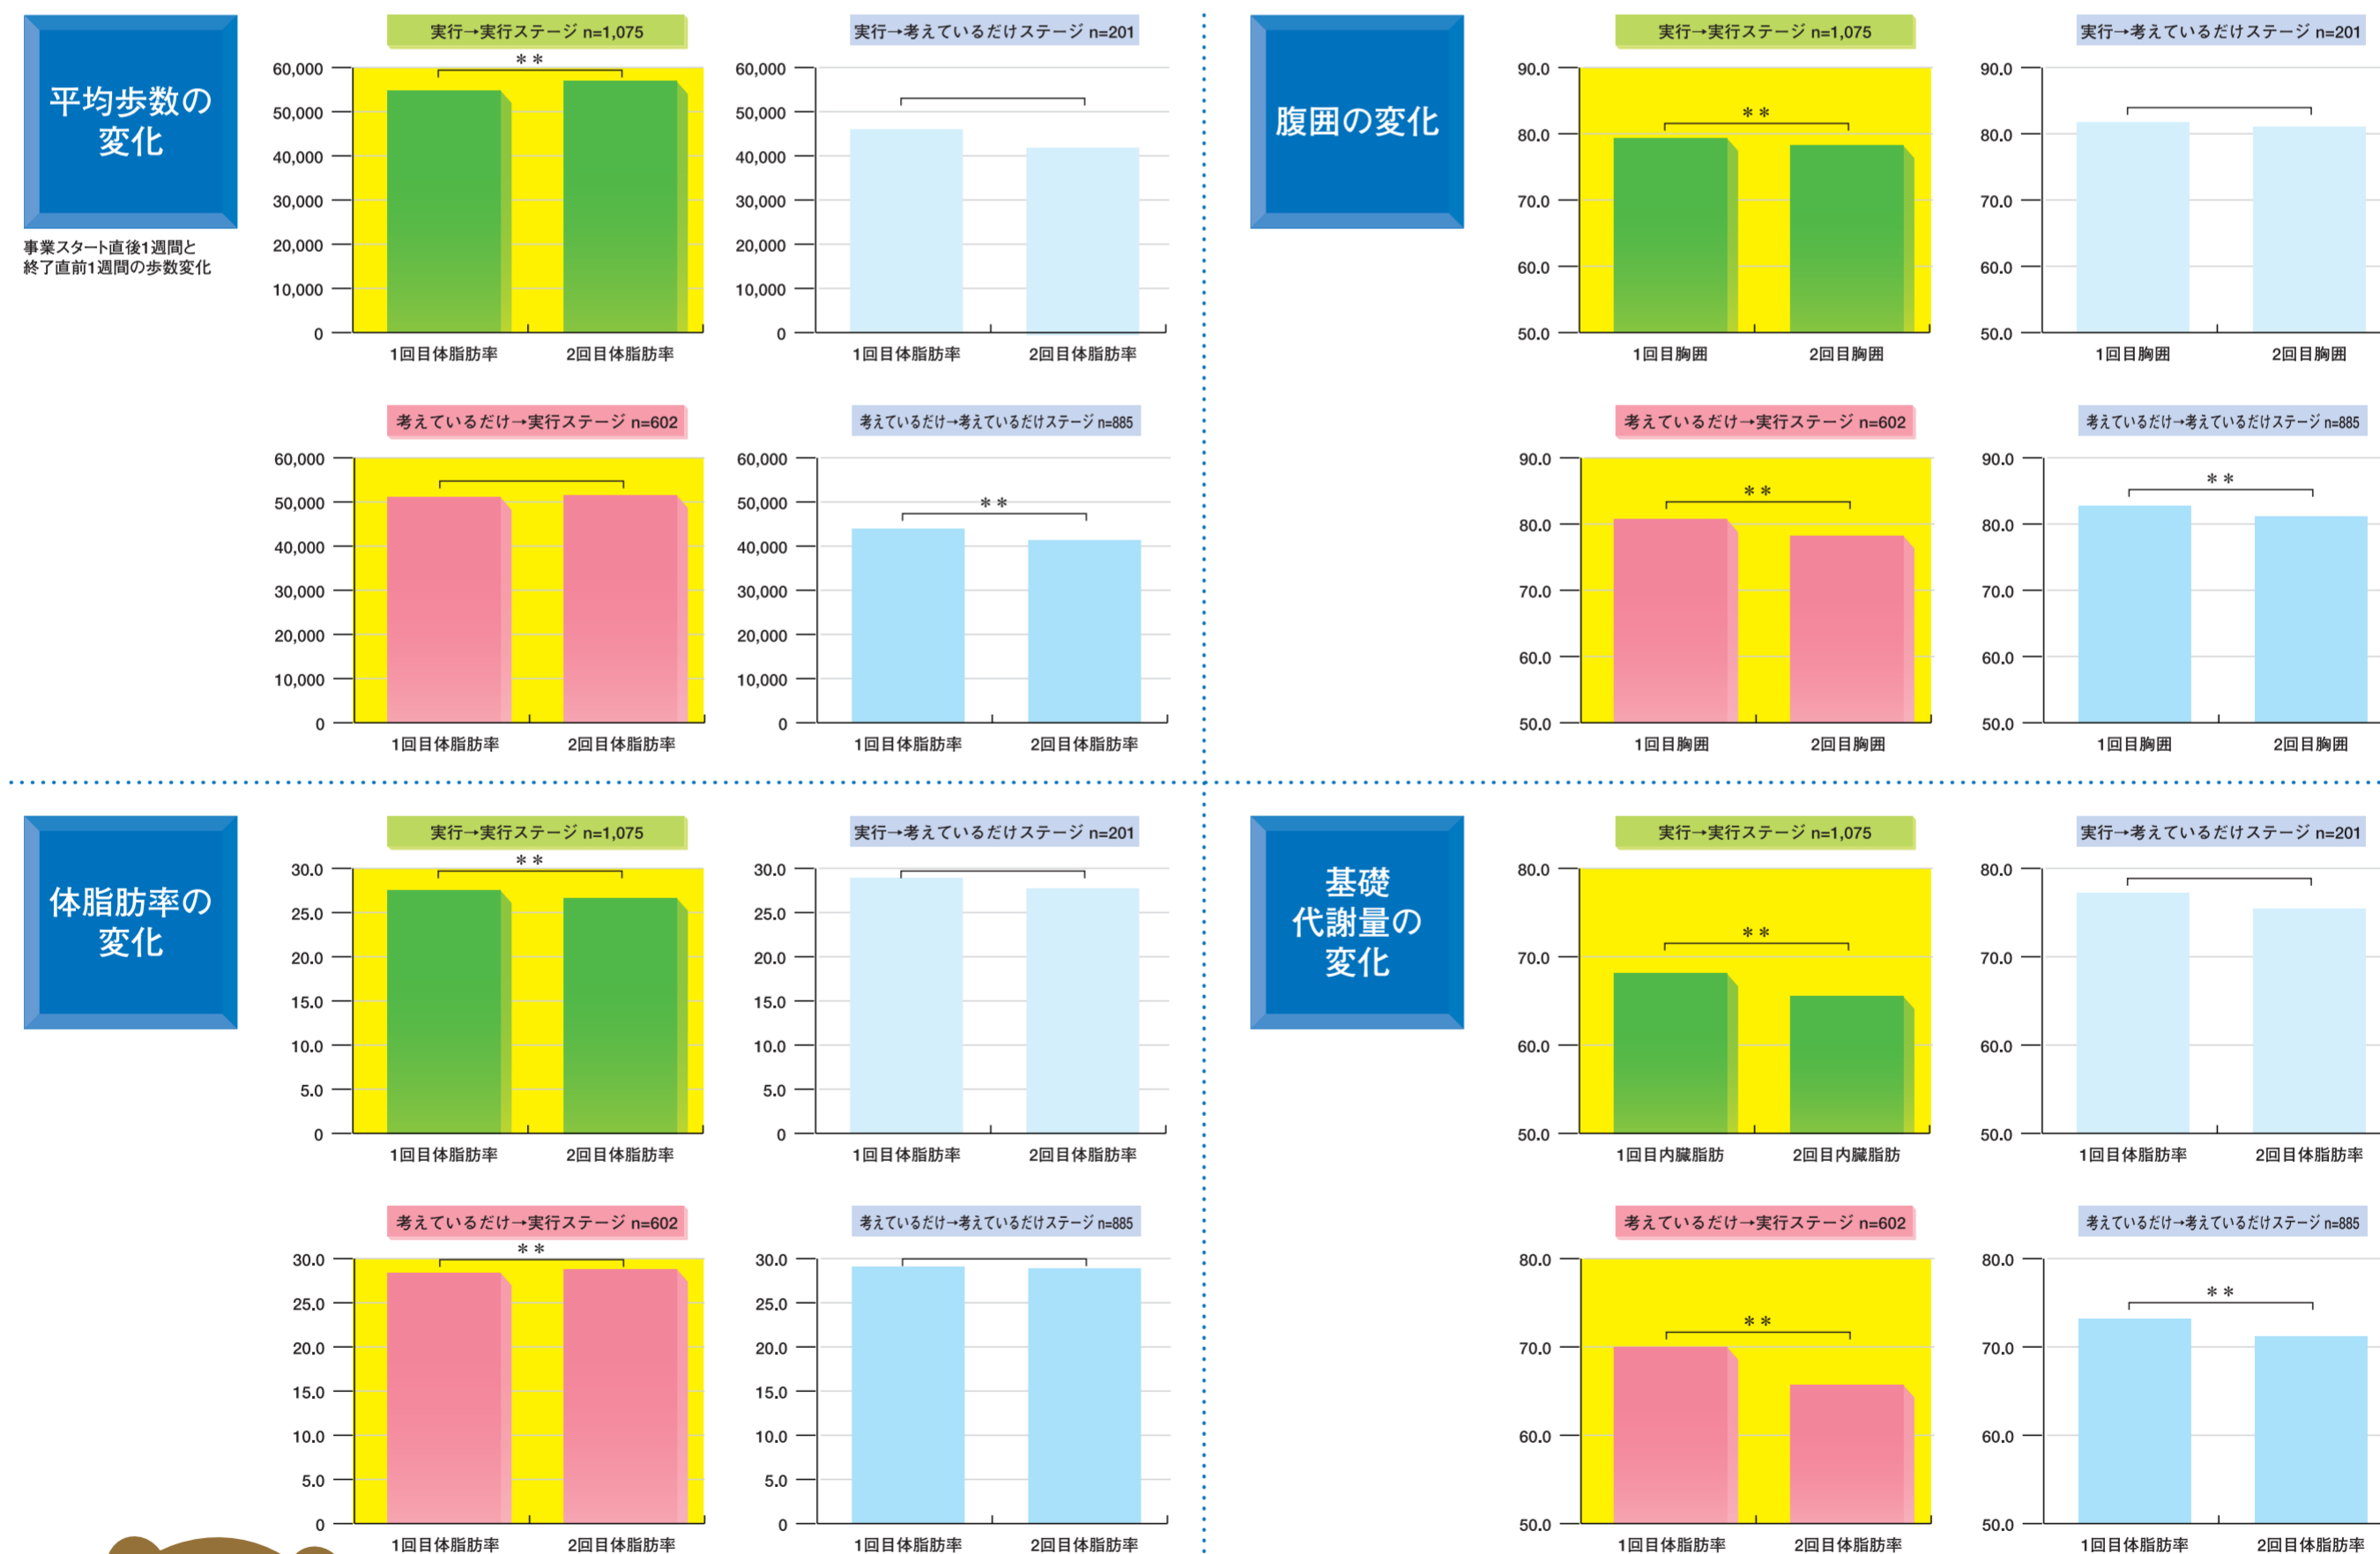 平均歩数の
変化
事業スタート直後1週間と
終了直前1週間の歩数変化
実行→実行ステージ n=1,075
**
60,000
50,000
40,000
30,000
20,000
10,000
0
1回目体脂肪率 2回目体脂肪率
実行→考えているだけステージ n=201
60,000
50,000
40,000
30,000
20,000
10,000
0
1回目体脂肪率 2回目体脂肪率
考えているだけ→実行ステージ n=602
60,000
50,000
40,000
30,000
20,000
10,000
0
1回目体脂肪率 2回目体脂肪率
考えているだけ→考えているだけステージ n=885
60,000
50,000
**
40,000
30,000
20,000
10,000
0
1回目体脂肪率 2回目体脂肪率
腹囲の変化
実行→実行ステージ n=1,075
90.0
**
80.0
70.0
60.0
50.0
1回目胸囲 2回目胸囲
実行→考えているだけステージ n=201
90.0
80.0
70.0
60.0
50.0
1回目胸囲 2回目胸囲
考えているだけ→実行ステージ n=602
90.0
**
80.0
70.0
60.0
50.0
1回目胸囲 2回目胸囲
考えているだけ→考えているだけステージ n=885
90.0
**
80.0
70.0
60.0
50.0
1回目胸囲 2回目胸囲
体脂肪率の
変化
実行→実行ステージ n=1,075
**
30.0
25.0
20.0
15.0
10.0
5.0
0
1回目体脂肪率 2回目体脂肪率
実行→考えているだけステージ n=201
30.0
25.0
20.0
15.0
10.0
5.0
0
1回目体脂肪率 2回目体脂肪率
考えているだけ→実行ステージ n=602
**
30.0
25.0
20.0
15.0
10.0
5.0
0
1回目体脂肪率 2回目体脂肪率
考えているだけ→考えているだけステージ n=885
30.0
25.0
20.0
15.0
10.0
5.0
0
1回目体脂肪率 2回目体脂肪率
基礎
代謝量の
変化
実行→実行ステージ n=1,075
80.0
**
70.0
60.0
50.0
1回目内臓脂肪 2回目内臓脂肪
実行→考えているだけステージ n=201
80.0
70.0
60.0
50.0
1回目体脂肪率 2回目体脂肪率
考えているだけ→実行ステージ n=602
80.0
**
70.0
60.0
50.0
1回目体脂肪率 2回目体脂肪率
考えているだけ→考えているだけステージ n=885
80.0
**
70.0
60.0
50.0
1回目体脂肪率 2回目体脂肪率